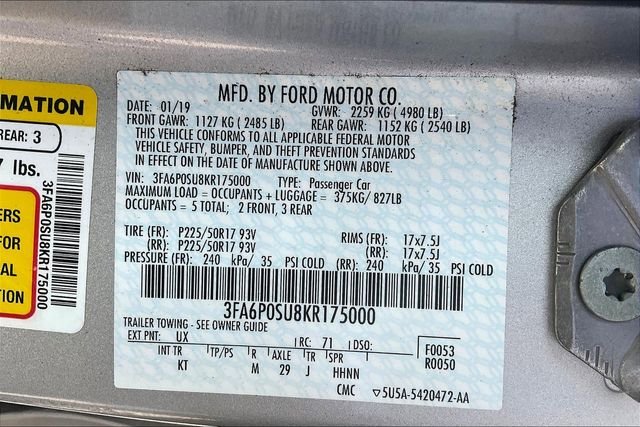 MATION
REAR: 3
7 lbs.
3FA6P0SU8KR175000
ERS
FOR
AL
TION
MFD. BY FORD MOTOR CO.
DATE: 01/19 GVWR: 2259 KG ( 4980 LB)
FRONT GAWR: 1127 KG ( 2485 LB) REAR GAWR: 1152 KG ( 2540 LB)
THIS VEHICLE CONFORMS TO ALL APPLICABLE FEDERAL MOTOR
VEHICLE SAFETY, BUMPER, AND THEFT PREVENTION STANDARDS
IN EFFECT ON THE DATE OF MANUFACTURE SHOWN ABOVE.
VIN: 3FA6P0SU8KR175000 TYPE: Passenger Car
MAXIMUM LOAD = OCCUPANTS + LUGGAGE = 375KG/ 827LB
OCCUPANTS = 5 TOTAL; 2 FRONT, 3 REAR
TIRE (FR): P225/50R17 93V RIMS (FR): 17x7.5J
(RR): P225/50R17 93V (RR): 17x7.5J
PRESSURE (FR): 240 kPa/ 35 PSI COLD (RR): 240 kPa/ 35 PSI COLD
3FA6P0SU8KR175000
TRAILER TOWING - SEE OWNER GUIDE
EXT PNT: UX RC: 71 DSO: F0053
INT TR TP/PS R AXLE TR SPR R0050
KT M 29 J HHNN
CMC ▽5U5A-5420472-AA